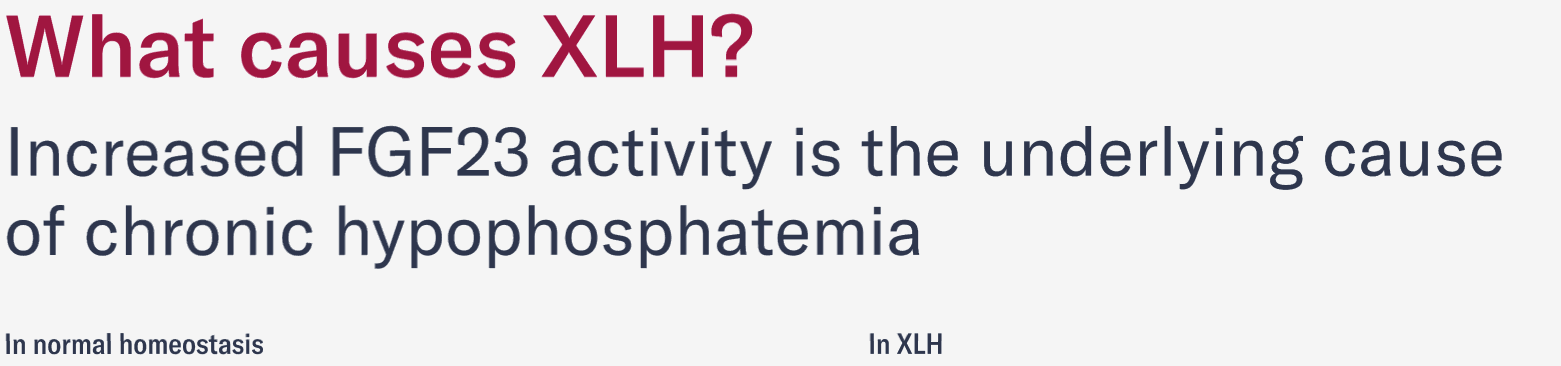 What causes XLH?
Increased FGF23 activity is the underlying cause
of chronic hypophosphatemia
In normal homeostasis
In XLH